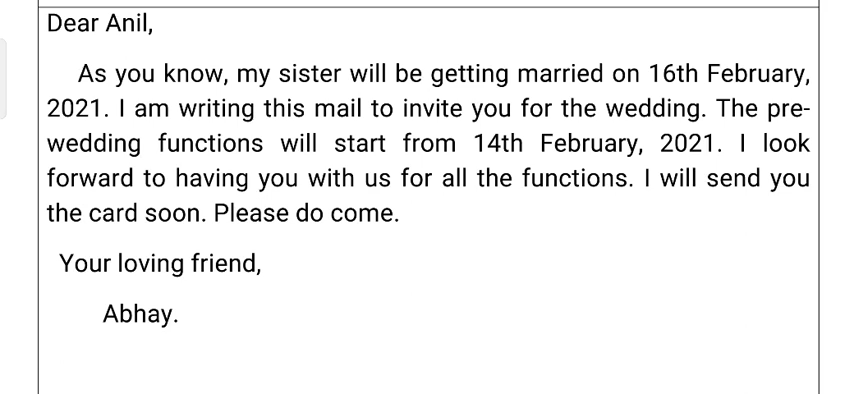 Dear Anil,
As you know, my sister will be getting married on 16th February,
2021. I am writing this mail to invite you for the wedding. The pre-
wedding functions will start from 14th February, 2021. I look
forward to having you with us for all the functions. I will send you
the card soon. Please do come.
Your loving friend,
Abhay.